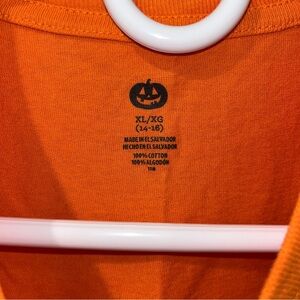 XL/XG
(14-16)
MADE IN EL SALVADOR
HECHO EN EL SALVADOR
100% COTTON
100% ALGODÓN